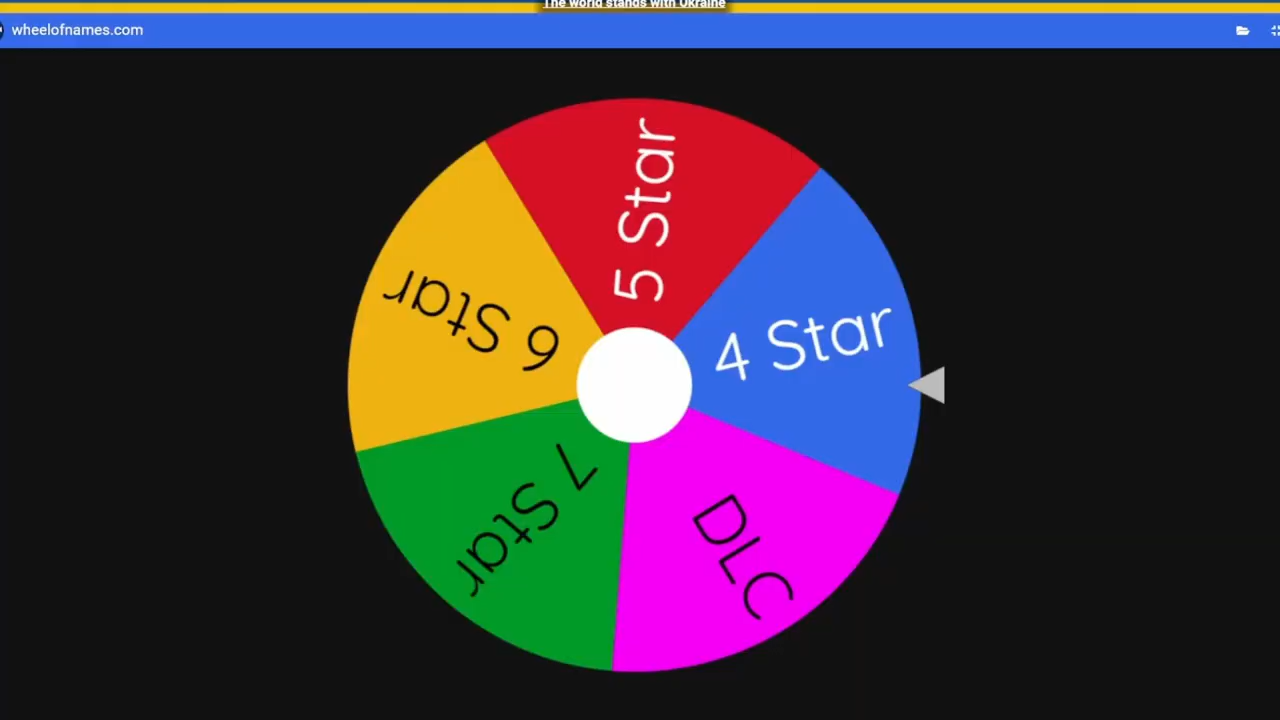 The world stands with Ukraine
wheelofnames.com
5 Star
4 Star
6 Star
7 Star
DLC